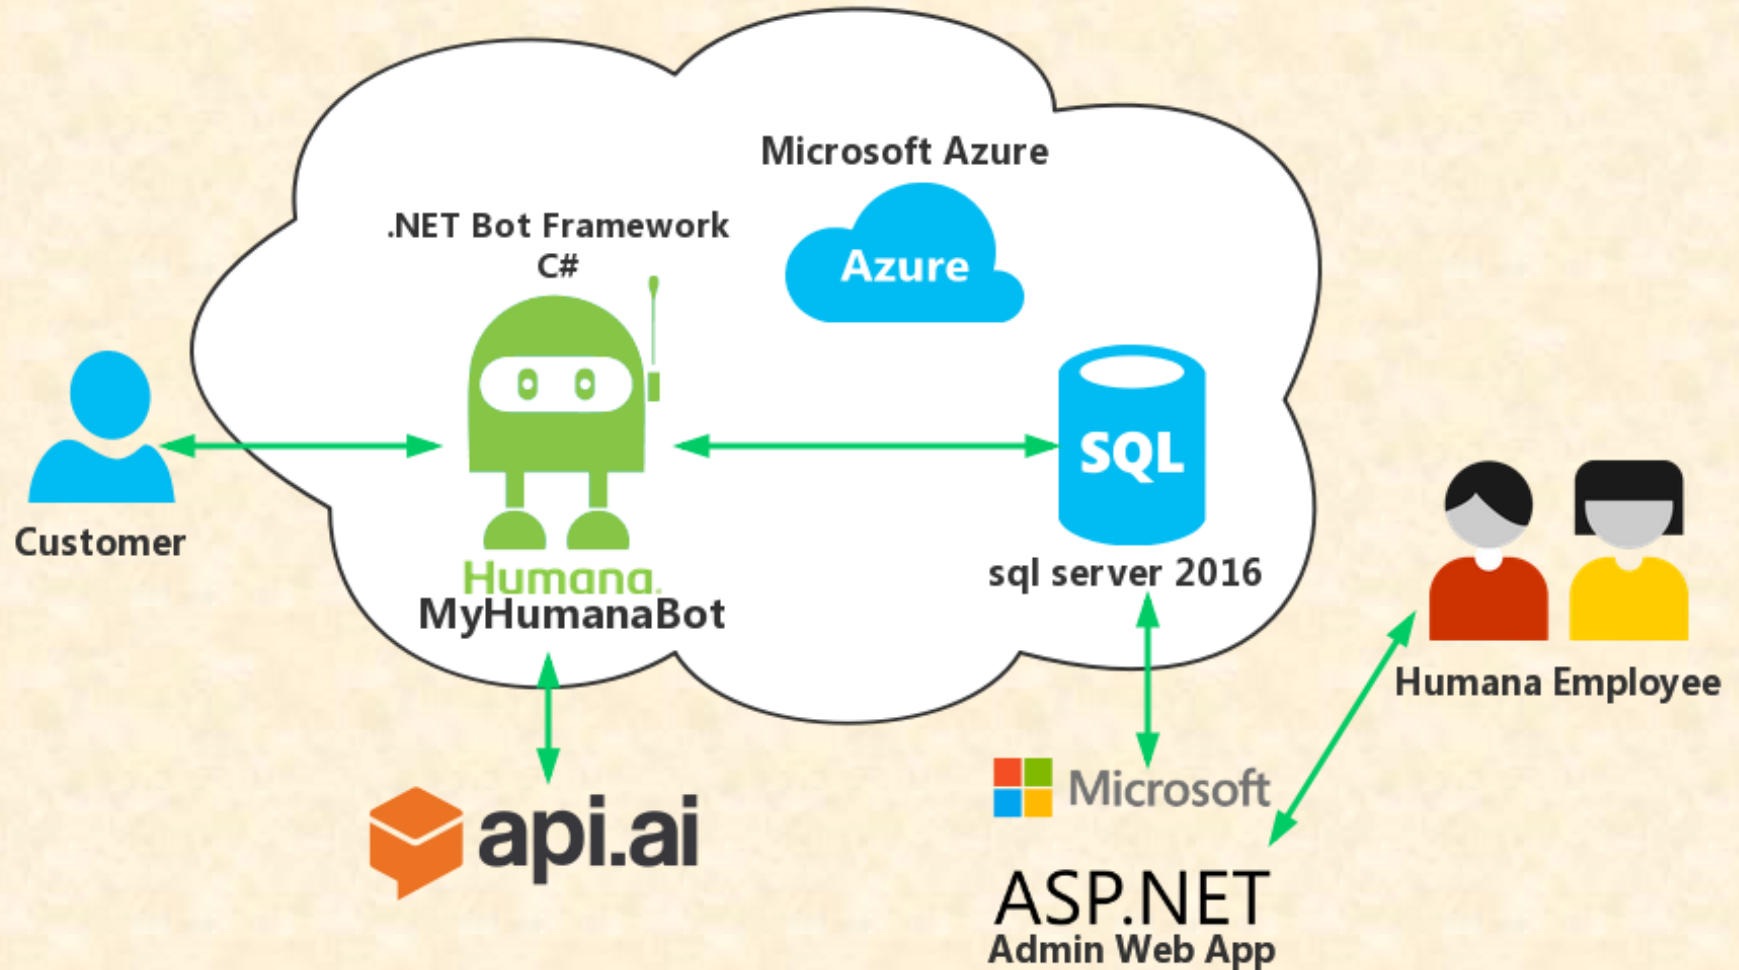 Microsoft Azure
Azure
.NET Bot Framework
C#
SQL
Customer
Humana.
MyHumanaBot
sql server 2016
Humana Employee
api.ai
Microsoft
ASP.NET
Admin Web App